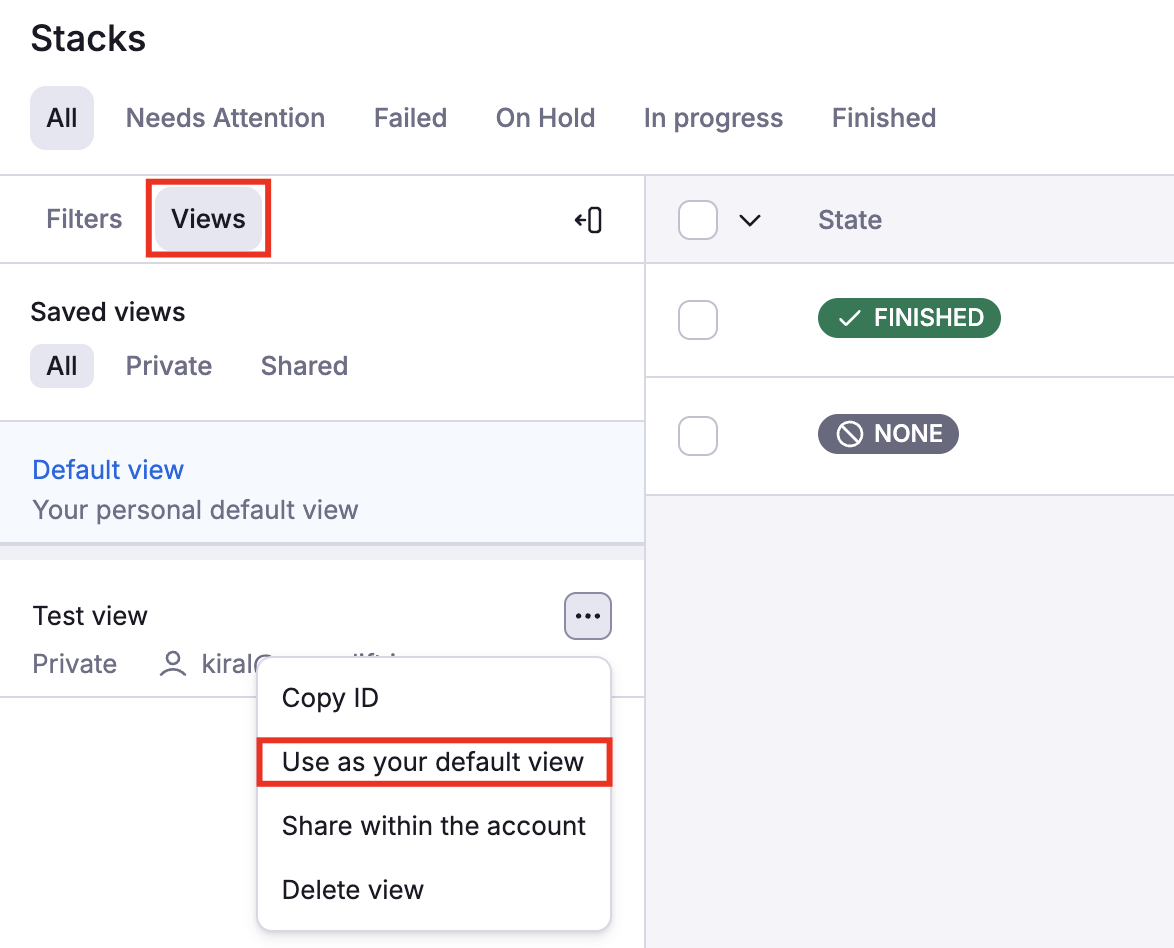 Stacks
All Needs Attention Failed On Hold In progress Finished
Filters Views
State
Saved views
All Private Shared
FINISHED
NONE
Default view
Your personal default view
Test view
Private
Copy ID
Use as your default view
Share within the account
Delete view